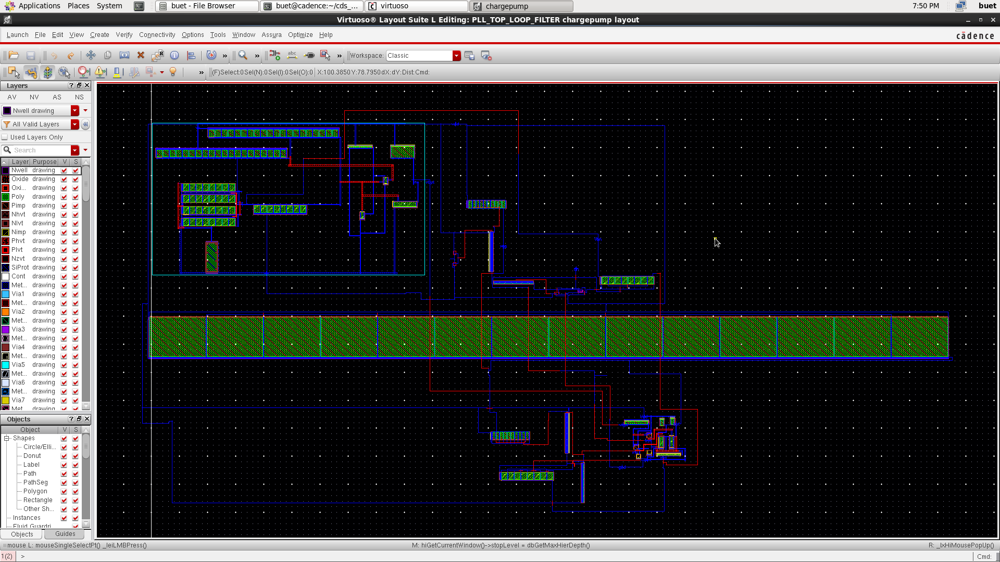 Applications Places System buet - File Browser buet@cadence:~/cds_... virtuoso chargepump 7:50 PM buet
Virtuoso® Layout Suite L Editing: PLL_TOP_LOOP_FILTER chargepump layout
Launch File Edit View Create Verify Connectivity Options Tools Window Assura Optimize Help cādence
» » abc » Workspace: Classic
» (F)Select:0 Sel(N):0 Sel(I):0 Sel(O):0 X:100.3850 Y:78.7950 dX: dY: Dist: Cmd:
Layers
AV NV AS NS
Nwell drawing
All Valid Layers
Used Layers Only
Search
Layer Purpose V S
Nwell drawing
Oxide drawing
Oxi... drawing
Poly drawing
Pimp drawing
Nhvt drawing
Nlvt drawing
Nimp drawing
Phvt drawing
Plvt drawing
Nzvt drawing
SiProt drawing
Cont drawing
Met... drawing
Via1 drawing
Met... drawing
Via2 drawing
Met... drawing
Via3 drawing
Met... drawing
Via4 drawing
Met... drawing
Via5 drawing
Met... drawing
Via6 drawing
Met... drawing
Via7 drawing
Met... drawing
Objects
Object V S
Shapes
Circle/Elli...
Donut
Label
Path
PathSeg
Polygon
Rectangle
Other Sh...
Instances
Fluid Guardri...
Objects Guides
mouse L: mouseSingleSelectPt() _leiLMBPress() M: hiGetCurrentWindow()->stopLevel = dbGetMaxHierDepth() R: _lxHiMousePopUp()
1(2) > Cmd: